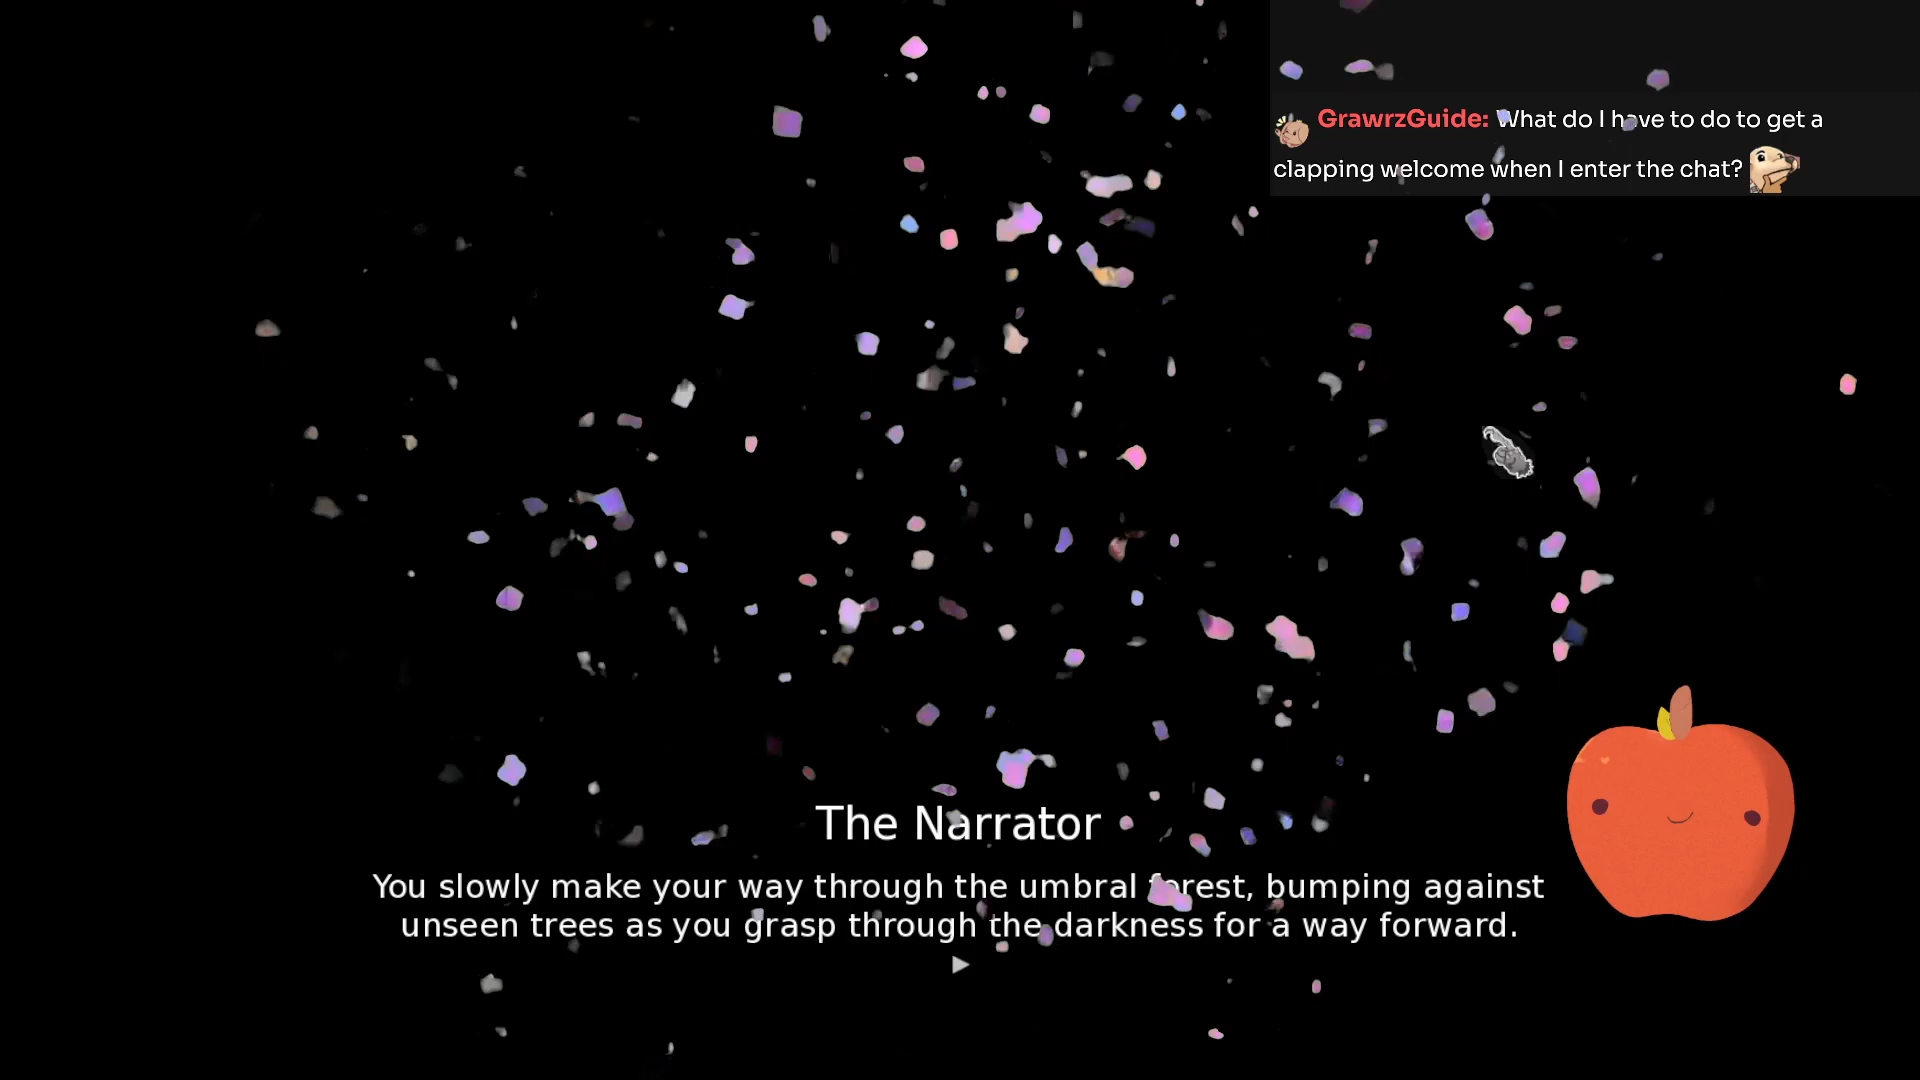 GrawrzGuide: What do I have to do to get a
clapping welcome when I enter the chat?
The Narrator
You slowly make your way through the umbral forest, bumping against
unseen trees as you grasp through the darkness for a way forward.